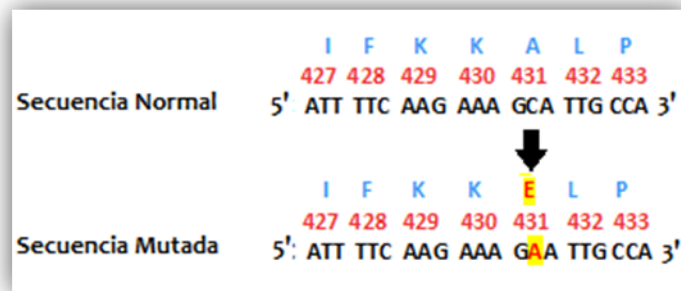 I F K K A L P
427 428 429 430 431 432 433
Secuencia Normal 5': ATT TTC AAG AAA GCA TTG CCA 3'
I F K K E L P
427 428 429 430 431 432 433
Secuencia Mutada 5': ATT TTC AAG AAA GAA TTG CCA 3'